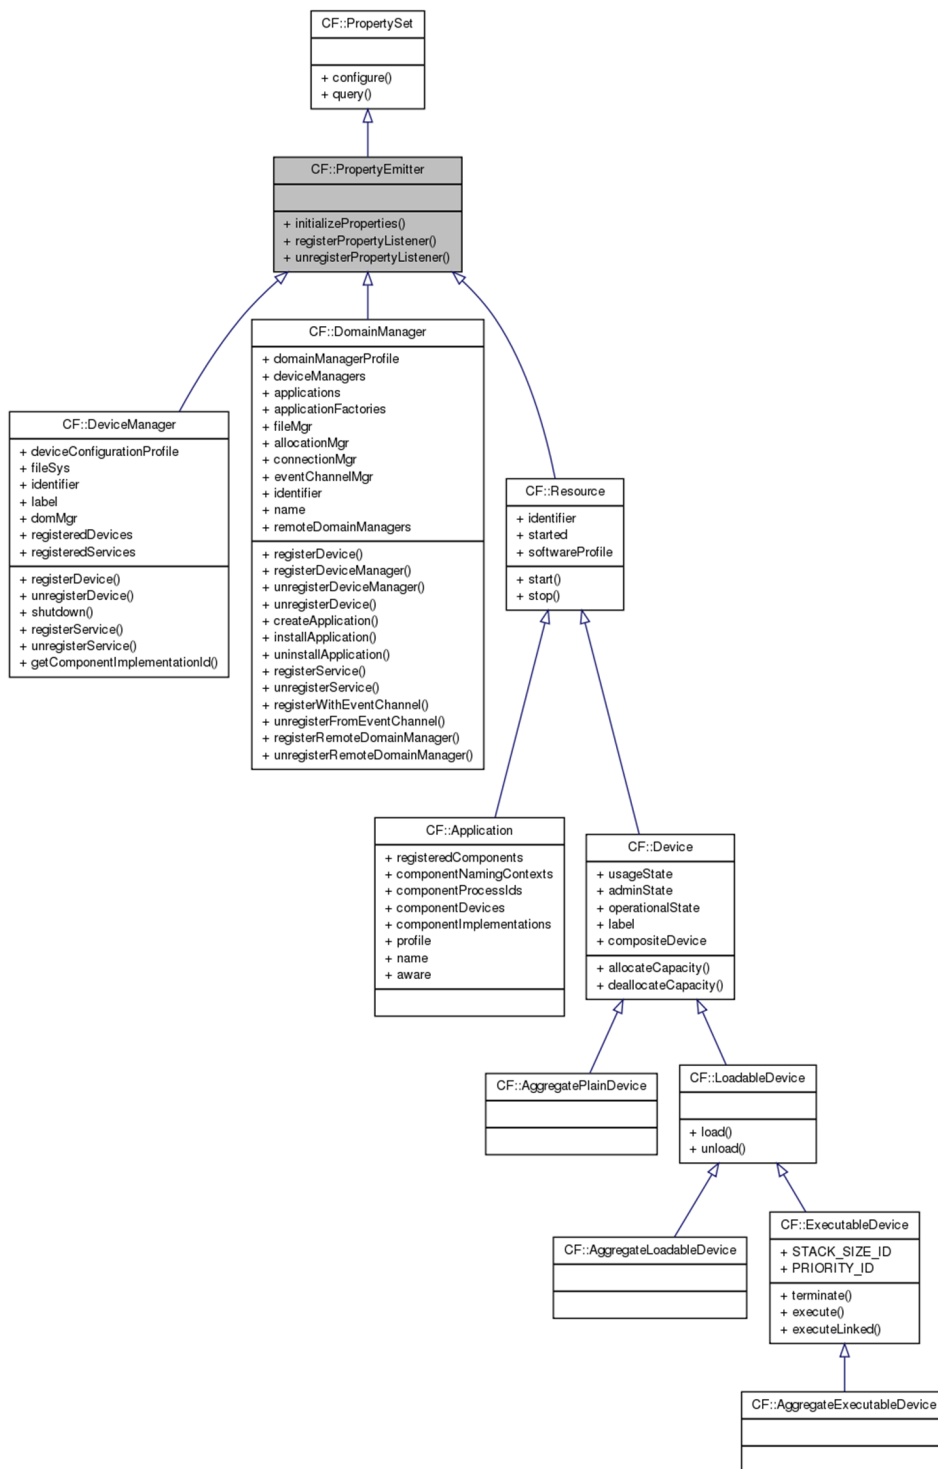 CF::PropertySet
+ configure()
+ query()
CF::PropertyEmitter
+ initializeProperties()
+ registerPropertyListener()
+ unregisterPropertyListener()
CF::DomainManager
+ domainManagerProfile
+ deviceManagers
+ applications
+ applicationFactories
+ fileMgr
+ allocationMgr
+ connectionMgr
+ eventChannelMgr
+ identifier
+ name
+ remoteDomainManagers
+ registerDevice()
+ registerDeviceManager()
+ unregisterDeviceManager()
+ unregisterDevice()
+ createApplication()
+ installApplication()
+ uninstallApplication()
+ registerService()
+ unregisterService()
+ registerWithEventChannel()
+ unregisterFromEventChannel()
+ registerRemoteDomainManager()
+ unregisterRemoteDomainManager()
CF::DeviceManager
+ deviceConfigurationProfile
+ fileSys
+ identifier
+ label
+ domMgr
+ registeredDevices
+ registeredServices
+ registerDevice()
+ unregisterDevice()
+ shutdown()
+ registerService()
+ unregisterService()
+ getComponentImplementationId()
CF::Resource
+ identifier
+ started
+ softwareProfile
+ start()
+ stop()
CF::Application
+ registeredComponents
+ componentNamingContexts
+ componentProcessIds
+ componentDevices
+ componentImplementations
+ profile
+ name
+ aware
CF::Device
+ usageState
+ adminState
+ operationalState
+ label
+ compositeDevice
+ allocateCapacity()
+ deallocateCapacity()
CF::AggregatePlainDevice
CF::LoadableDevice
+ load()
+ unload()
CF::AggregateLoadableDevice
CF::ExecutableDevice
+ STACK_SIZE_ID
+ PRIORITY_ID
+ terminate()
+ execute()
+ executeLinked()
CF::AggregateExecutableDevice